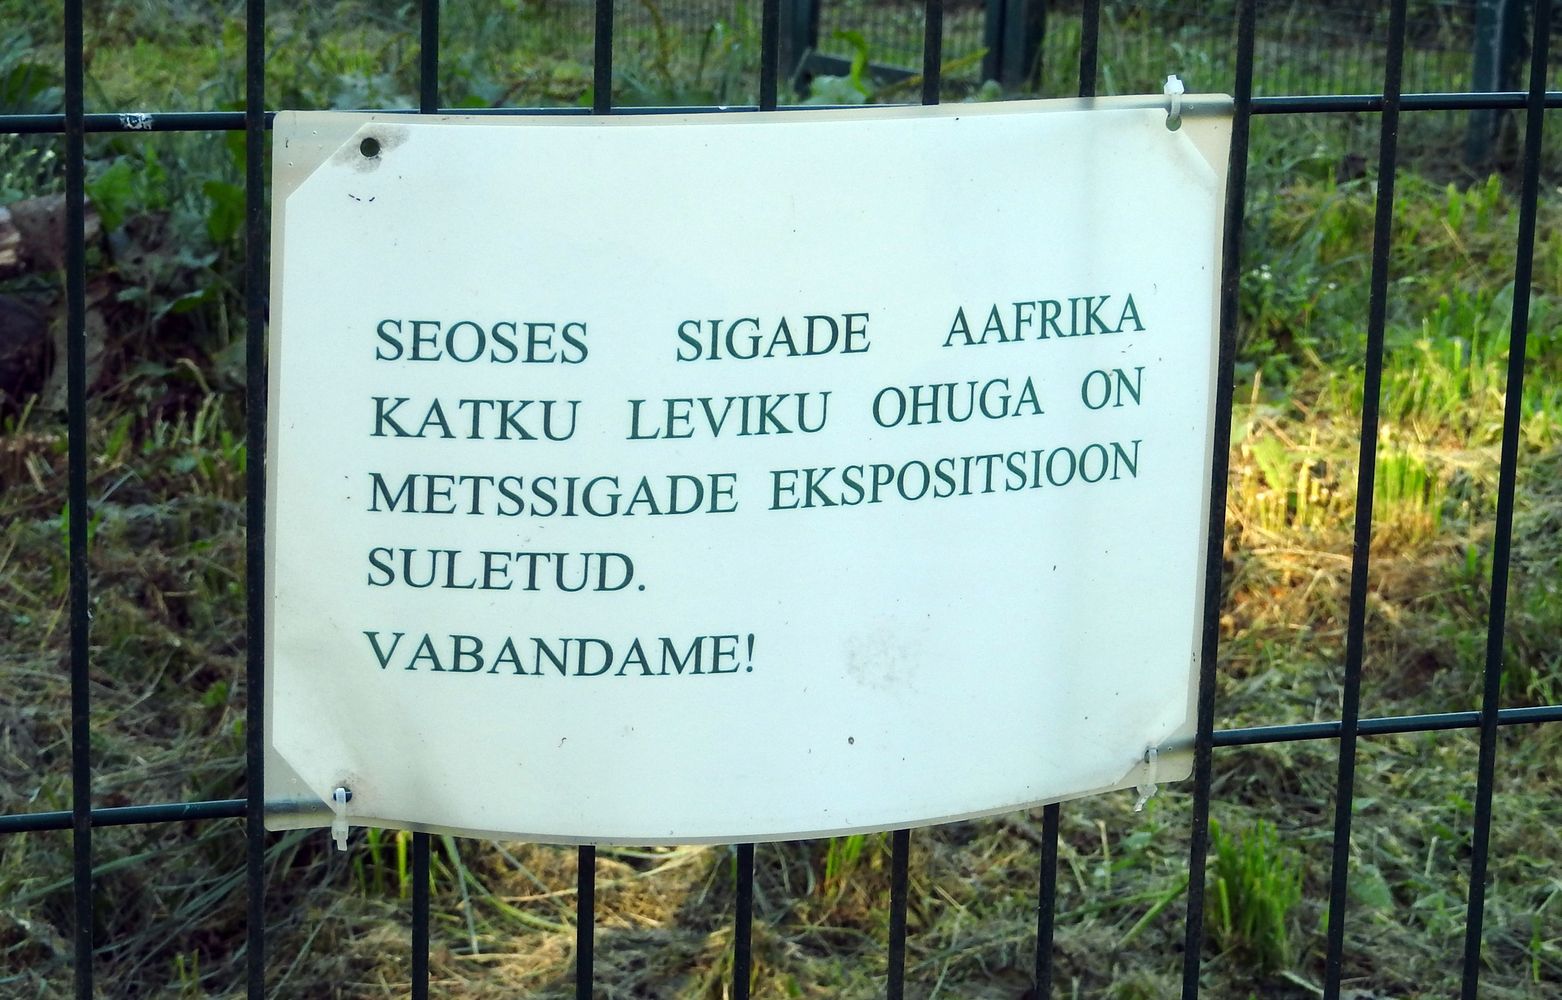 SEOSES SIGADE AAFRIKA
KATKU LEVIKU OHUGA ON
METSSIGADE EKSPOSITSIOON
SULETUD.
VABANDAME!